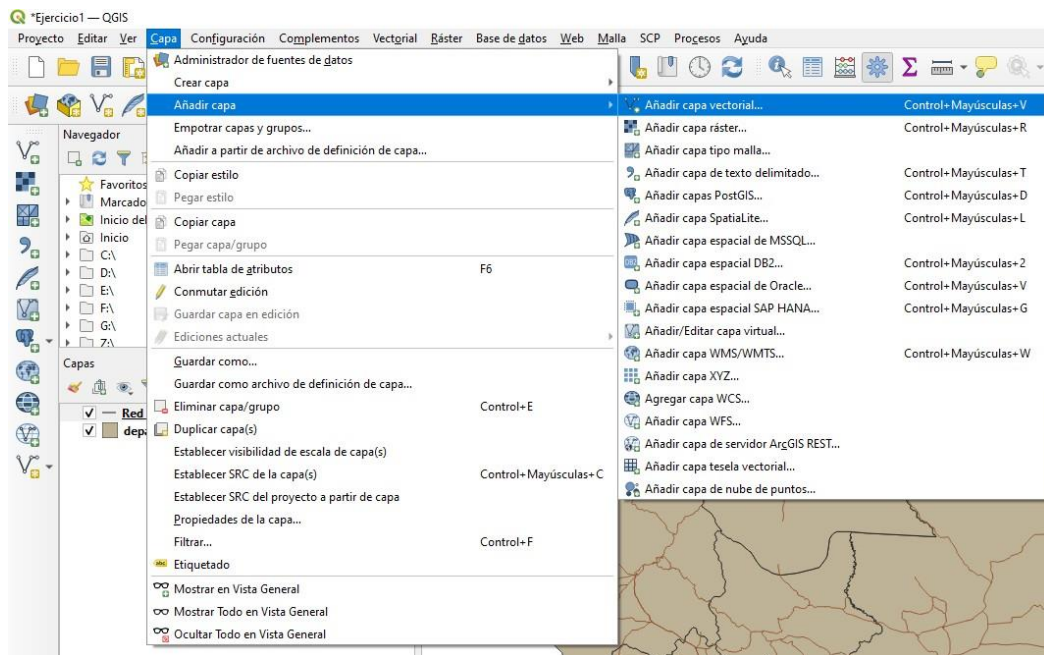 *Ejercicio1 — QGIS
Proyecto Editar Ver Capa Configuración Complementos Vectorial Ráster Base de datos Web Malla SCP Procesos Ayuda
Administrador de fuentes de datos
Crear capa
Añadir capa
Empotrar capas y grupos...
Añadir a partir de archivo de definición de capa...
Copiar estilo
Pegar estilo
Copiar capa
Pegar capa/grupo
Abrir tabla de atributos F6
Conmutar edición
Guardar capa en edición
Ediciones actuales
Guardar como...
Guardar como archivo de definición de capa...
Eliminar capa/grupo Control+E
Duplicar capa(s)
Establecer visibilidad de escala de capa(s)
Establecer SRC de la capa(s) Control+Mayúsculas+C
Establecer SRC del proyecto a partir de capa
Propiedades de la capa...
Filtrar... Control+F
Etiquetado
Mostrar en Vista General
Mostrar Todo en Vista General
Ocultar Todo en Vista General
Añadir capa vectorial... Control+Mayúsculas+V
Añadir capa ráster... Control+Mayúsculas+R
Añadir capa tipo malla...
Añadir capa de texto delimitado... Control+Mayúsculas+T
Añadir capas PostGIS... Control+Mayúsculas+D
Añadir capa SpatiaLite... Control+Mayúsculas+L
Añadir capa espacial de MSSQL...
Añadir capa espacial DB2... Control+Mayúsculas+2
Añadir capa espacial de Oracle... Control+Mayúsculas+V
Añadir capa espacial SAP HANA... Control+Mayúsculas+G
Añadir/Editar capa virtual...
Añadir capa WMS/WMTS... Control+Mayúsculas+W
Añadir capa XYZ...
Agregar capa WCS...
Añadir capa WFS...
Añadir capa de servidor ArcGIS REST...
Añadir capa tesela vectorial...
Añadir capa de nube de puntos...
Navegador
Favoritos
Marcado
Inicio del
Inicio
C:\
D:\
E:\
F:\
G:\
Z:\
Capas
Red
depa